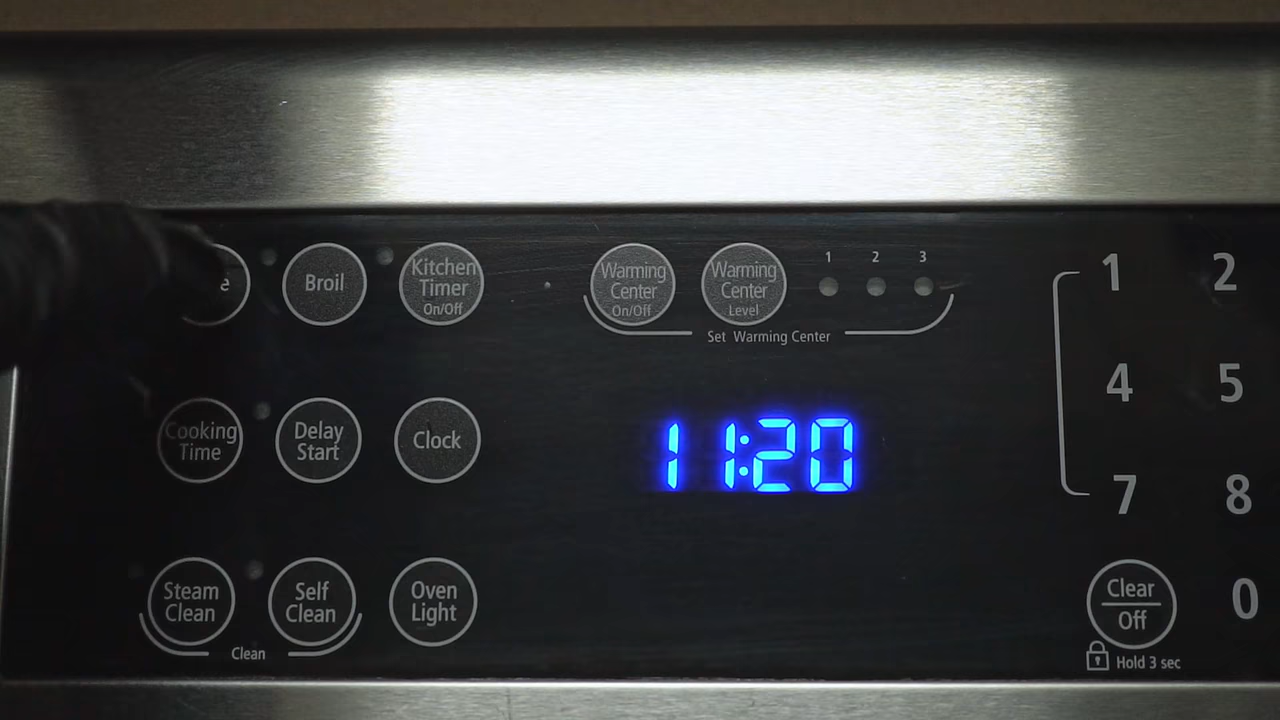 Broil
Kitchen
Timer
On/Off
Warming
Center
On/Off
Warming
Center
Level
1 2 3
Set Warming Center
1 2
Cooking
Time
Delay
Start
Clock
11:20
4 5
7 8
Steam
Clean
Self
Clean
Clean
Oven
Light
Clear
Off
0
Hold 3 sec